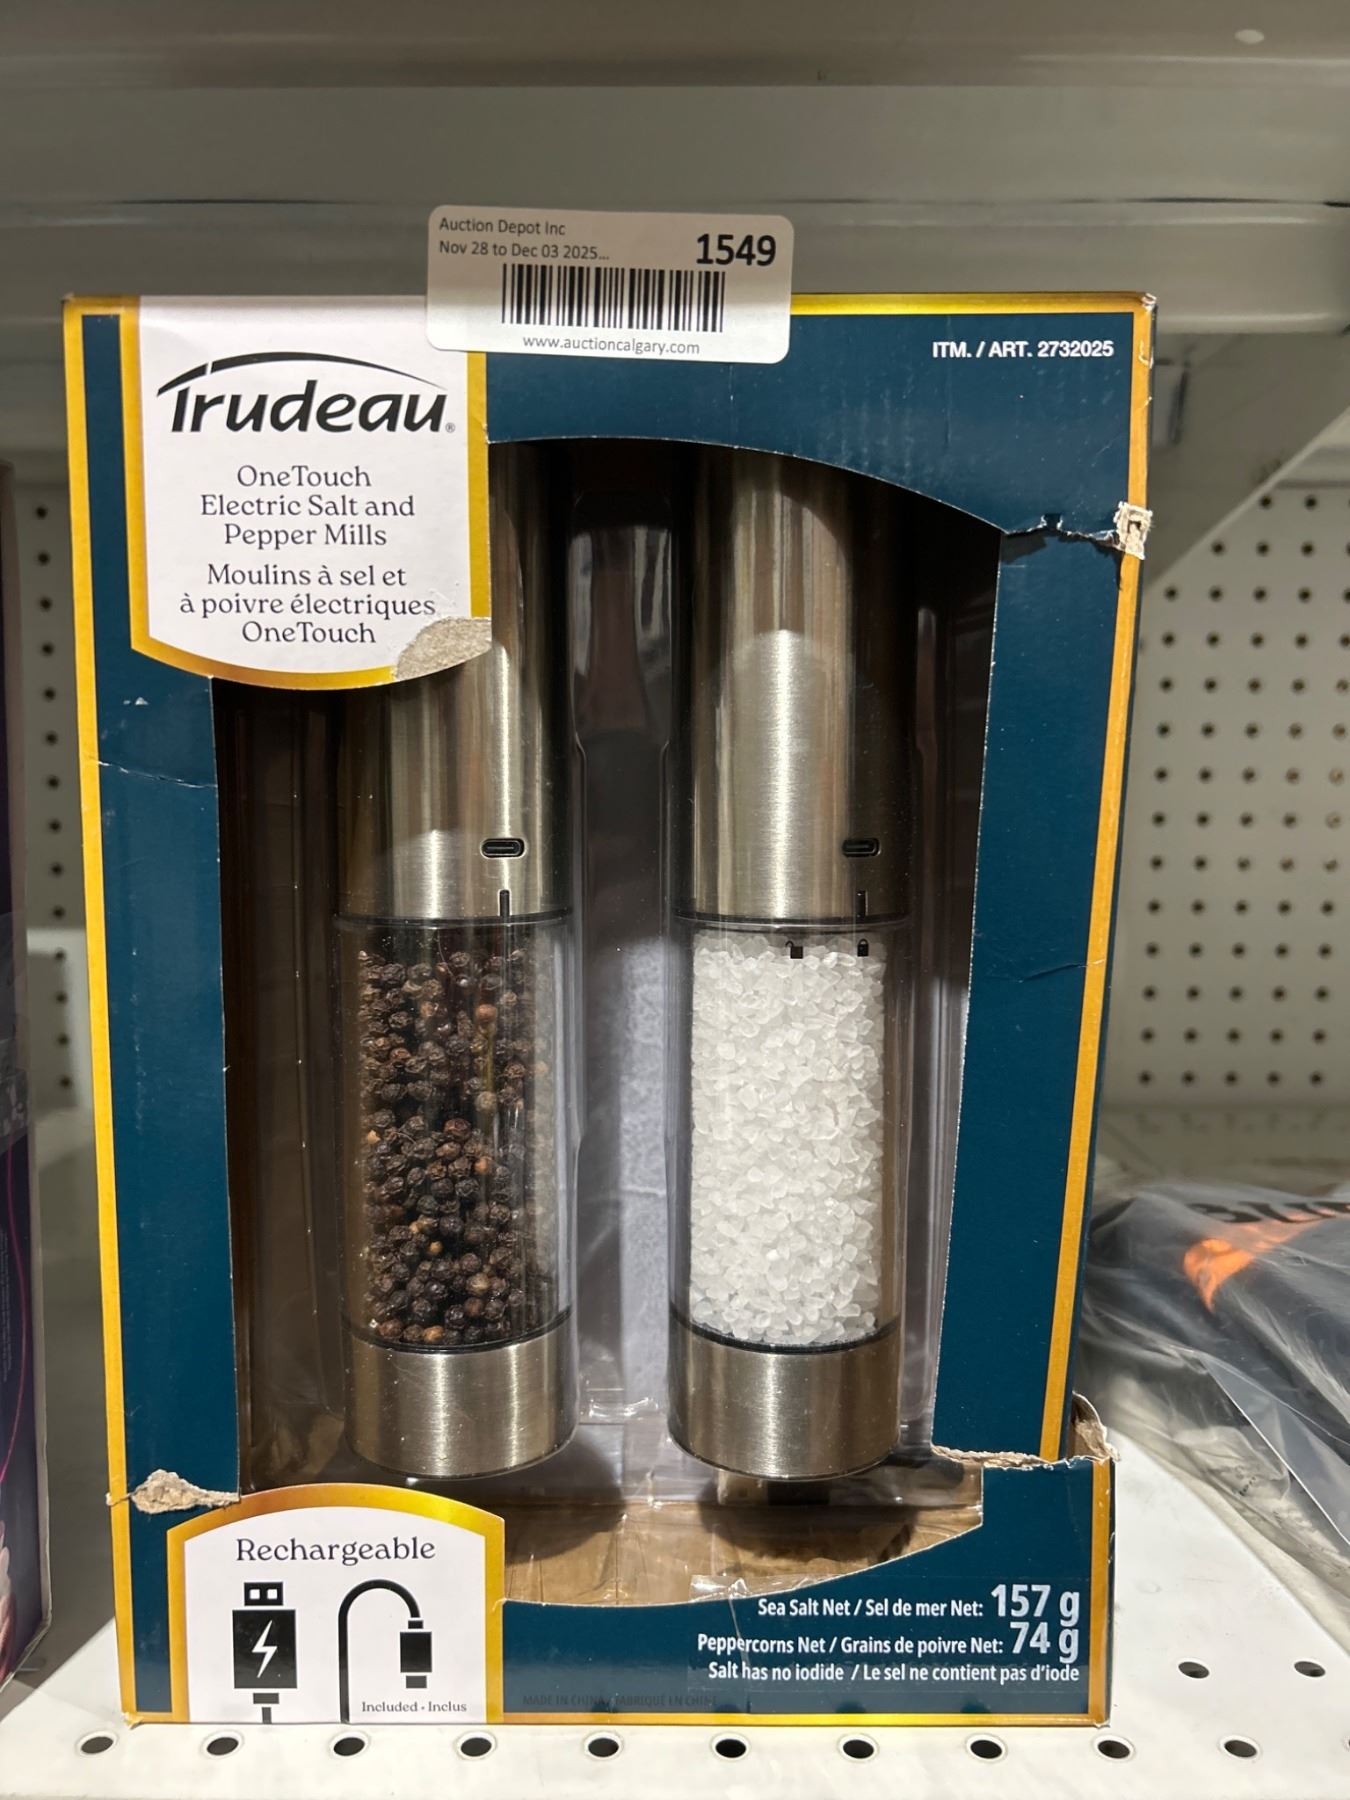 Auction Depot Inc
Nov 28 to Dec 03 2025...
1549
www.auctioncalgary.com
ITM. / ART. 2732025
Trudeau®
OneTouch
Electric Salt and
Pepper Mills
Moulins à sel et
à poivre électriques
OneTouch
Rechargeable
Included • Inclus
Sea Salt Net / Sel de mer Net: 157 g
Peppercorns Net / Grains de poivre Net: 74 g
Salt has no iodide / Le sel ne contient pas d'iode
MADE IN CHINA / FABRIQUÉ EN CHINE